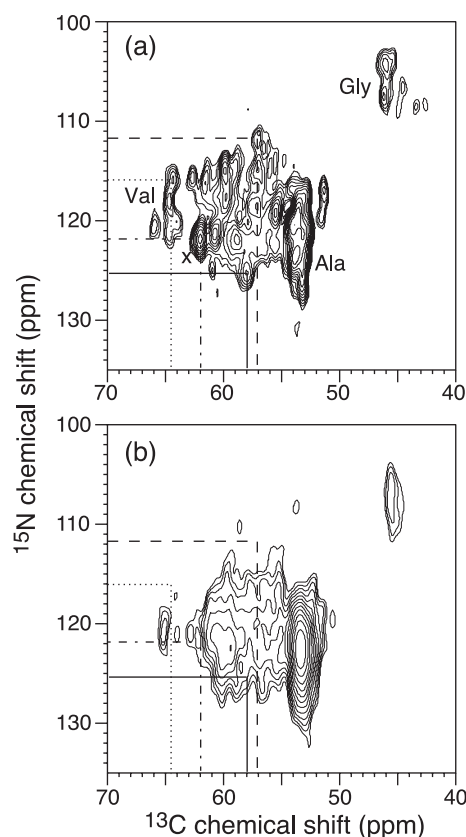 (a)
Gly
Val
x
Ala
100
110
120
130
70
60
50
40
15N chemical shift (ppm)
(b)
100
110
120
130
70
60
50
40
13C chemical shift (ppm)